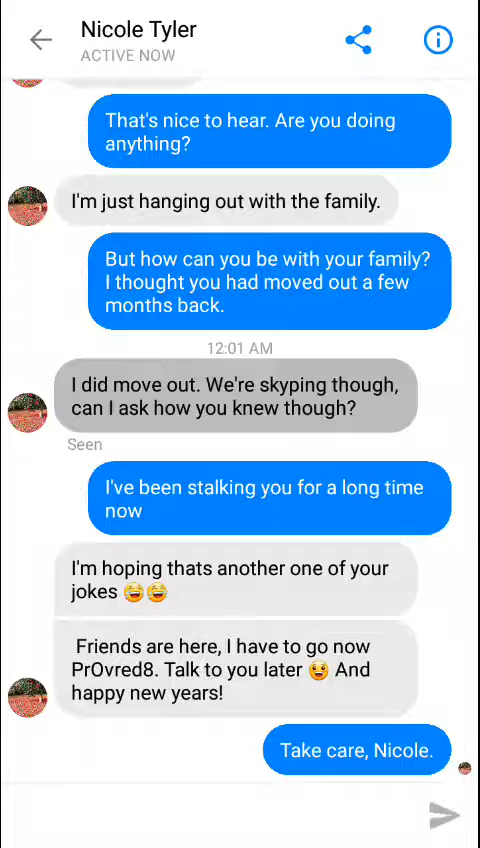 Nicole Tyler
ACTIVE NOW
That's nice to hear. Are you doing
anything?
I'm just hanging out with the family.
But how can you be with your family?
I thought you had moved out a few
months back.
12:01 AM
I did move out. We're skyping though,
can I ask how you knew though?
Seen
I've been stalking you for a long time
now
I'm hoping thats another one of your
jokes 😂😂
Friends are here, I have to go now
PrOvred8. Talk to you later 😀 And
happy new years!
Take care, Nicole.